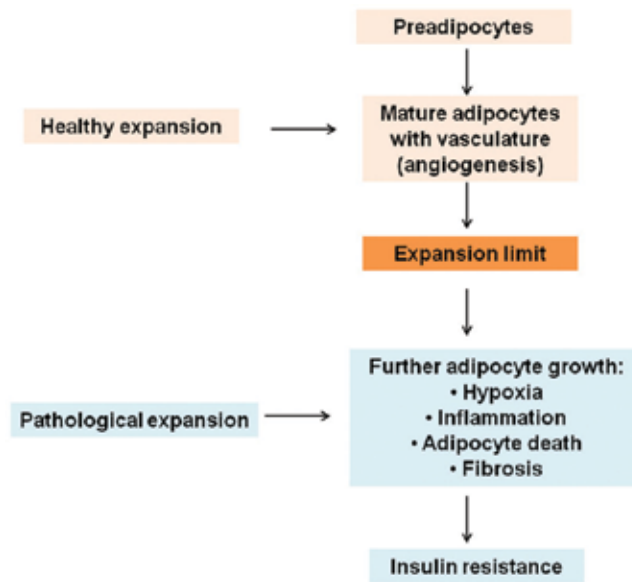 Preadipocytes
Healthy expansion
Mature adipocytes
with vasculature
(angiogenesis)
Expansion limit
Pathological expansion
Further adipocyte growth:
• Hypoxia
• Inflammation
• Adipocyte death
• Fibrosis
Insulin resistance